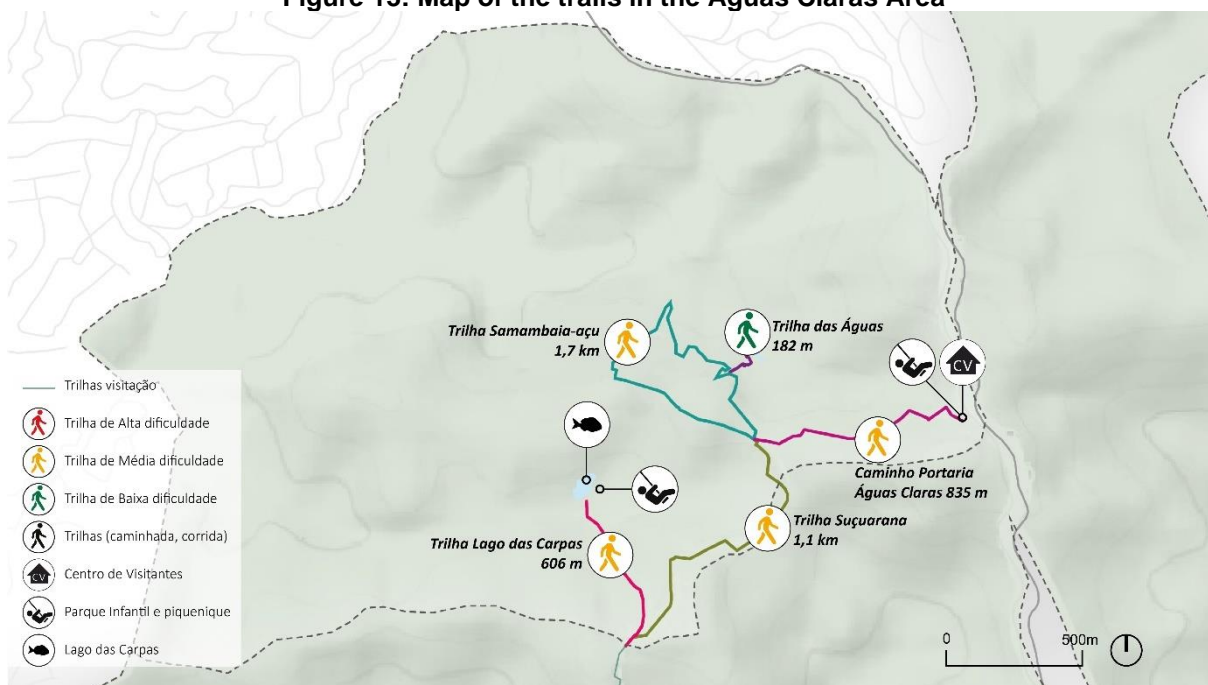 Figure 15: Map of the trails in the Águas Claras Area
Trilha Samambaia-açu
1,7 km
Trilha das Águas
182 m
CV
Caminho Portaria
Águas Claras 835 m
Trilha Suçuarana
1,1 km
Trilha Lago das Carpas
606 m
Trilhas visitação
Trilha de Alta dificuldade
Trilha de Média dificuldade
Trilha de Baixa dificuldade
Trilhas (caminhada, corrida)
CV
Centro de Visitantes
Parque Infantil e piquenique
Lago das Carpas
0
500m